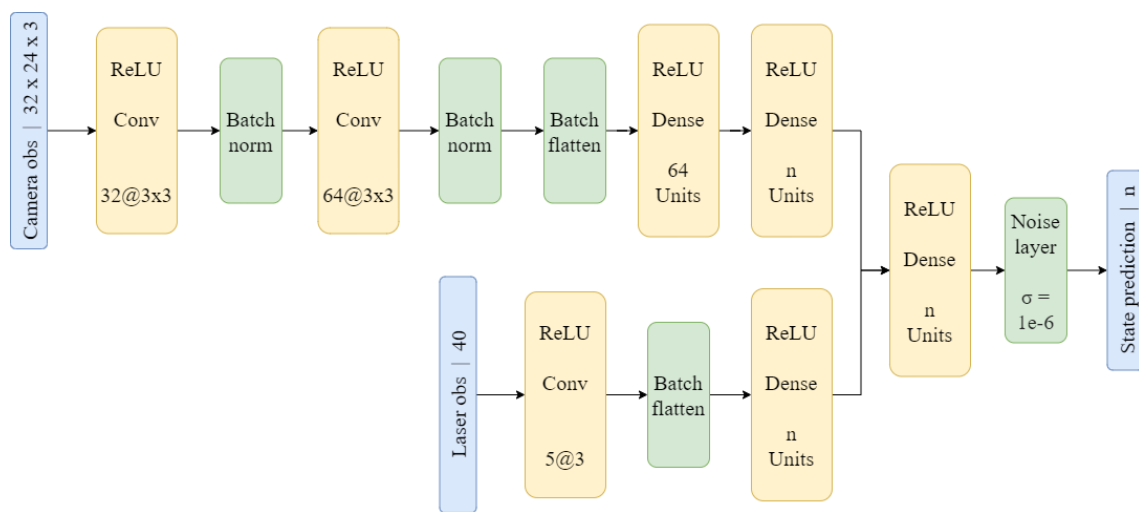 Camera obs | 32 x 24 x 3
ReLU
Conv
32@3x3
Batch
norm
ReLU
Conv
64@3x3
Batch
norm
Batch
flatten
ReLU
Dense
64
Units
ReLU
Dense
n
Units
Laser obs | 40
ReLU
Conv
5@3
Batch
flatten
ReLU
Dense
n
Units
ReLU
Dense
n
Units
Noise
layer
σ =
1e-6
State prediction | n